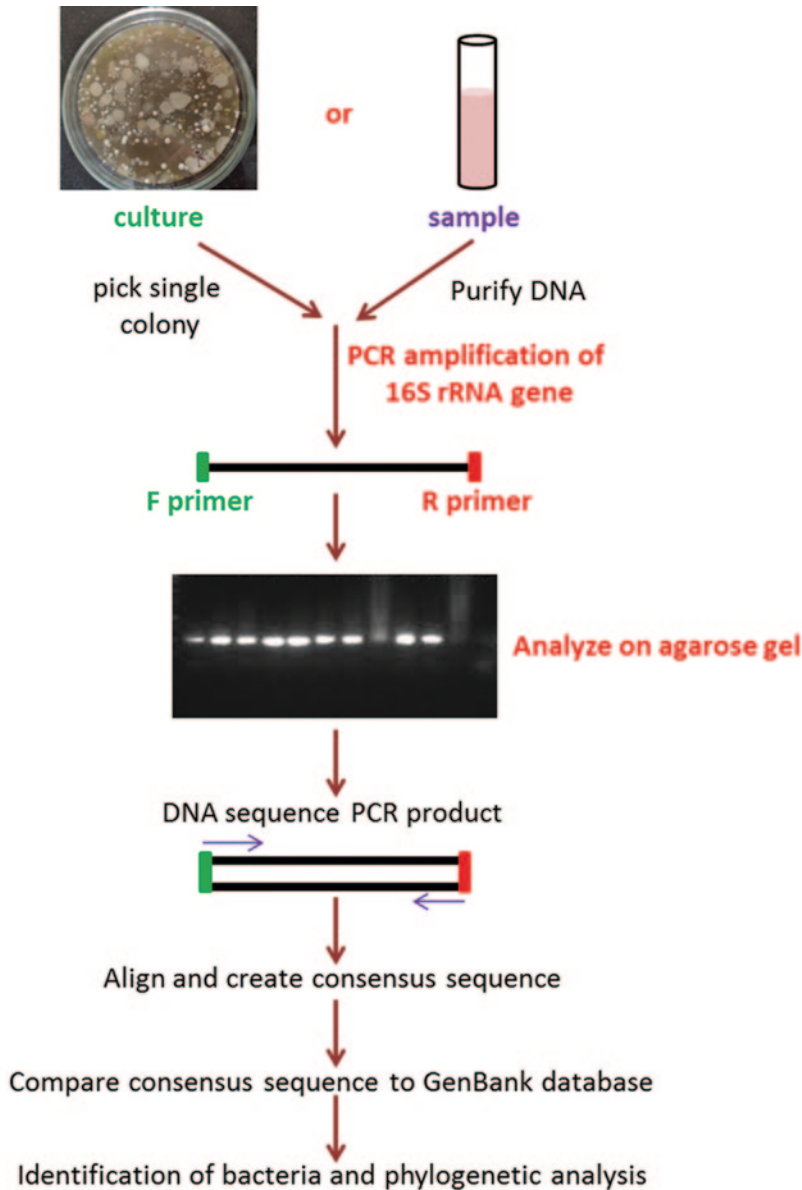 or
culture
sample
pick single
colony
Purify DNA
PCR amplification of
16S rRNA gene
F primer
R primer
Analyze on agarose gel
DNA sequence PCR product
Align and create consensus sequence
Compare consensus sequence to GenBank database
Identification of bacteria and phylogenetic analysis